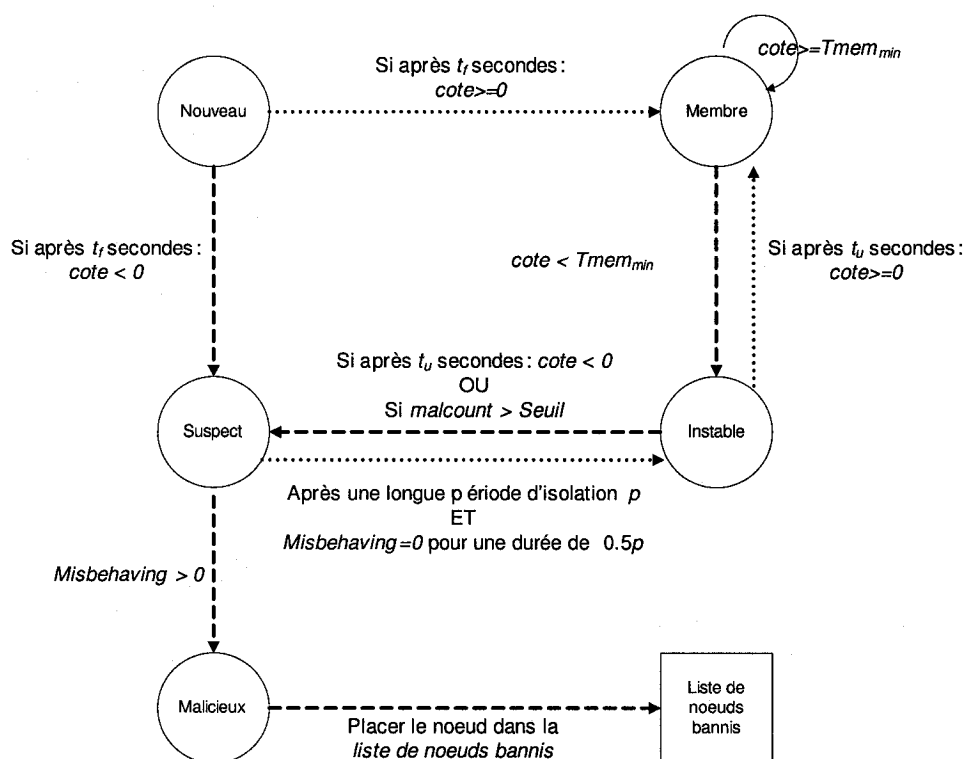 Si après t_f secondes:
cote>=0
cote>=Tmem_min
Nouveau
Membre
Si après t_f secondes:
cote < 0
cote < Tmem_min
Si après t_u secondes:
cote>=0
Si après t_u secondes: cote < 0
OU
Si malcount > Seuil
Suspect
Instable
Après une longue p ériode d'isolation p
ET
Misbehaving=0 pour une durée de 0.5p
Misbehaving > 0
Malicieux
Placer le noeud dans la
liste de noeuds bannis
Liste de
noeuds
bannis